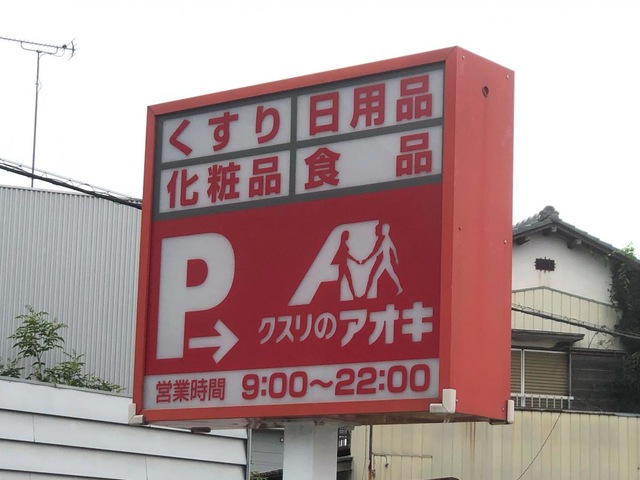 くすり 日用品
化粧品 食品
P→
クスリのアオキ
営業時間 9:00～22:00